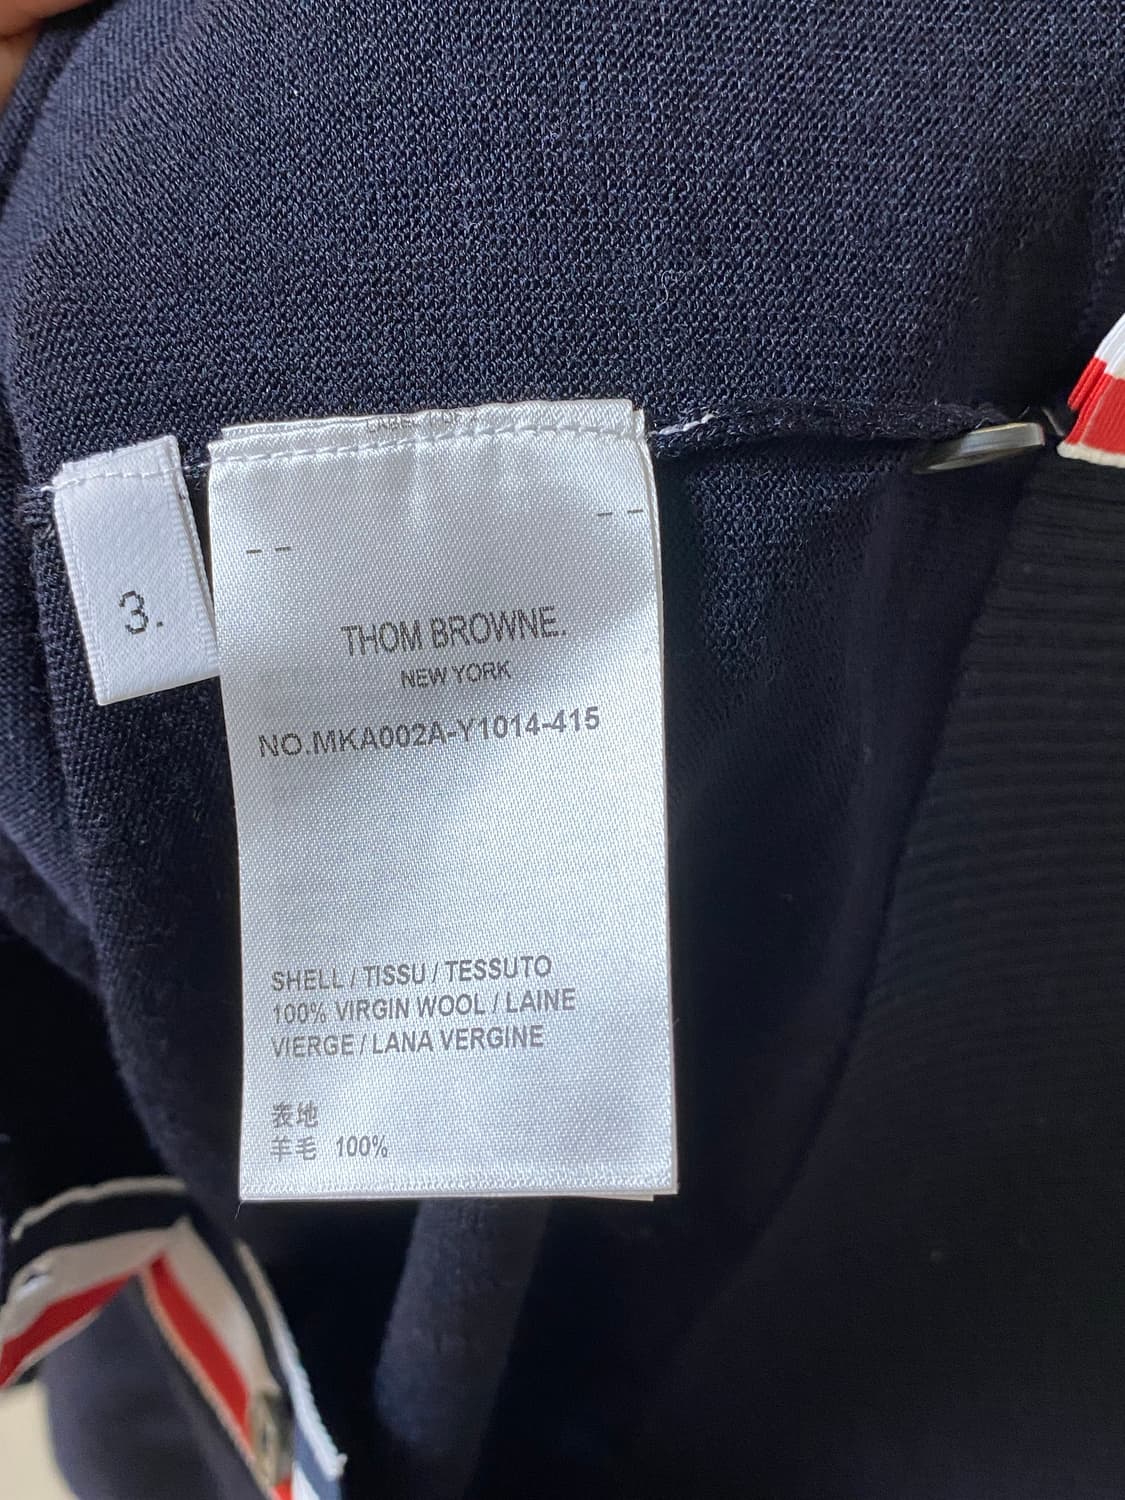 3.
THOM BROWNE.
NEW YORK
NO.MKA002A-Y1014-415
SHELL / TISSU / TESSUTO
100% VIRGIN WOOL / LAINE
VIERGE / LANA VERGINE
表地
羊毛 100%